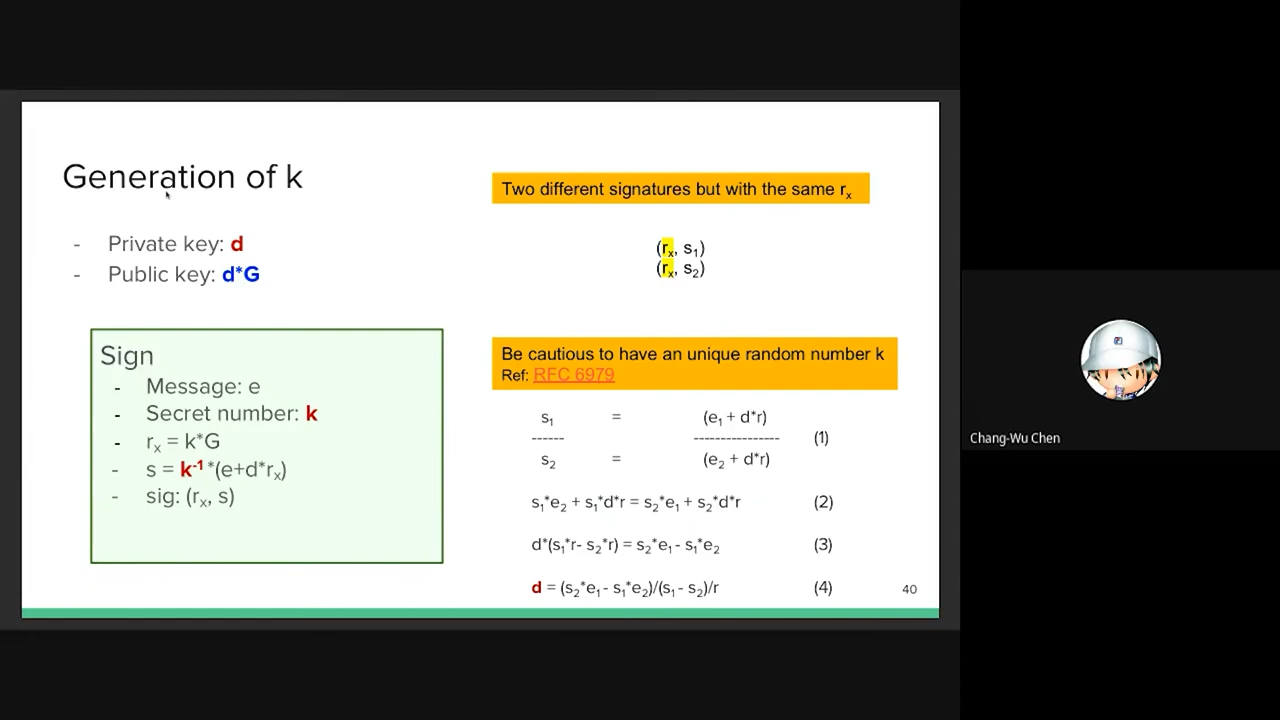 Generation of k
- Private key: d
- Public key: d*G
Sign
- Message: e
- Secret number: k
- rₓ = k*G
- s = k⁻¹ *(e+d*rₓ)
- sig: (rₓ, s)
Two different signatures but with the same rₓ
(rₓ, s₁)
(rₓ, s₂)
Be cautious to have an unique random number k
Ref: RFC 6979
s₁ = (e₁ + d*r)
------ ---------------- (1)
s₂ = (e₂ + d*r)
s₁*e₂ + s₁*d*r = s₂*e₁ + s₂*d*r (2)
d*(s₁*r- s₂*r) = s₂*e₁ - s₁*e₂ (3)
d = (s₂*e₁ - s₁*e₂)/(s₁ - s₂)/r (4)
40
Chang-Wu Chen